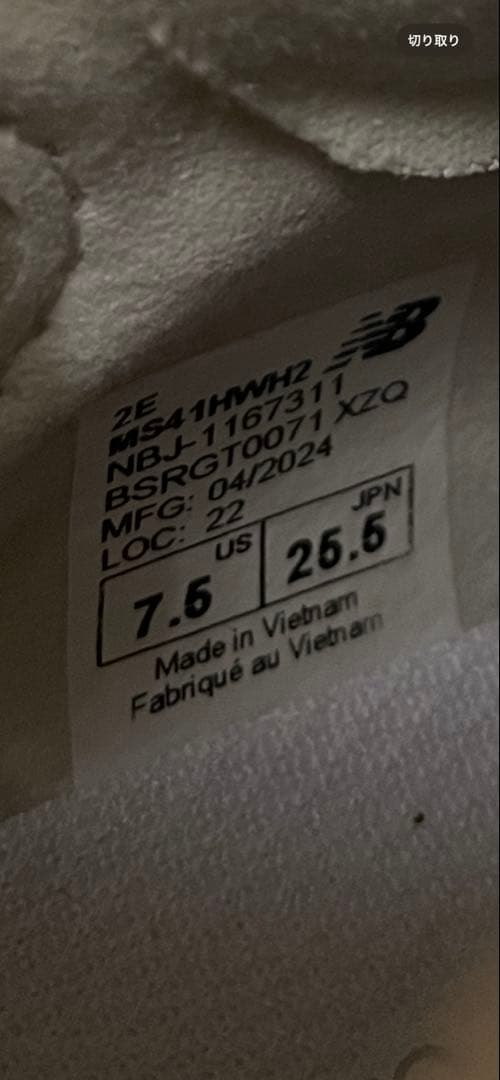 切り取り
2E
MS41HWH2
NBJ-1167311
BSRGT0071 XZQ
MFG: 04/2024
LOC: 22
US
7.5
JPN
25.5
Made in Vietnam
Fabriqué au Vietnam